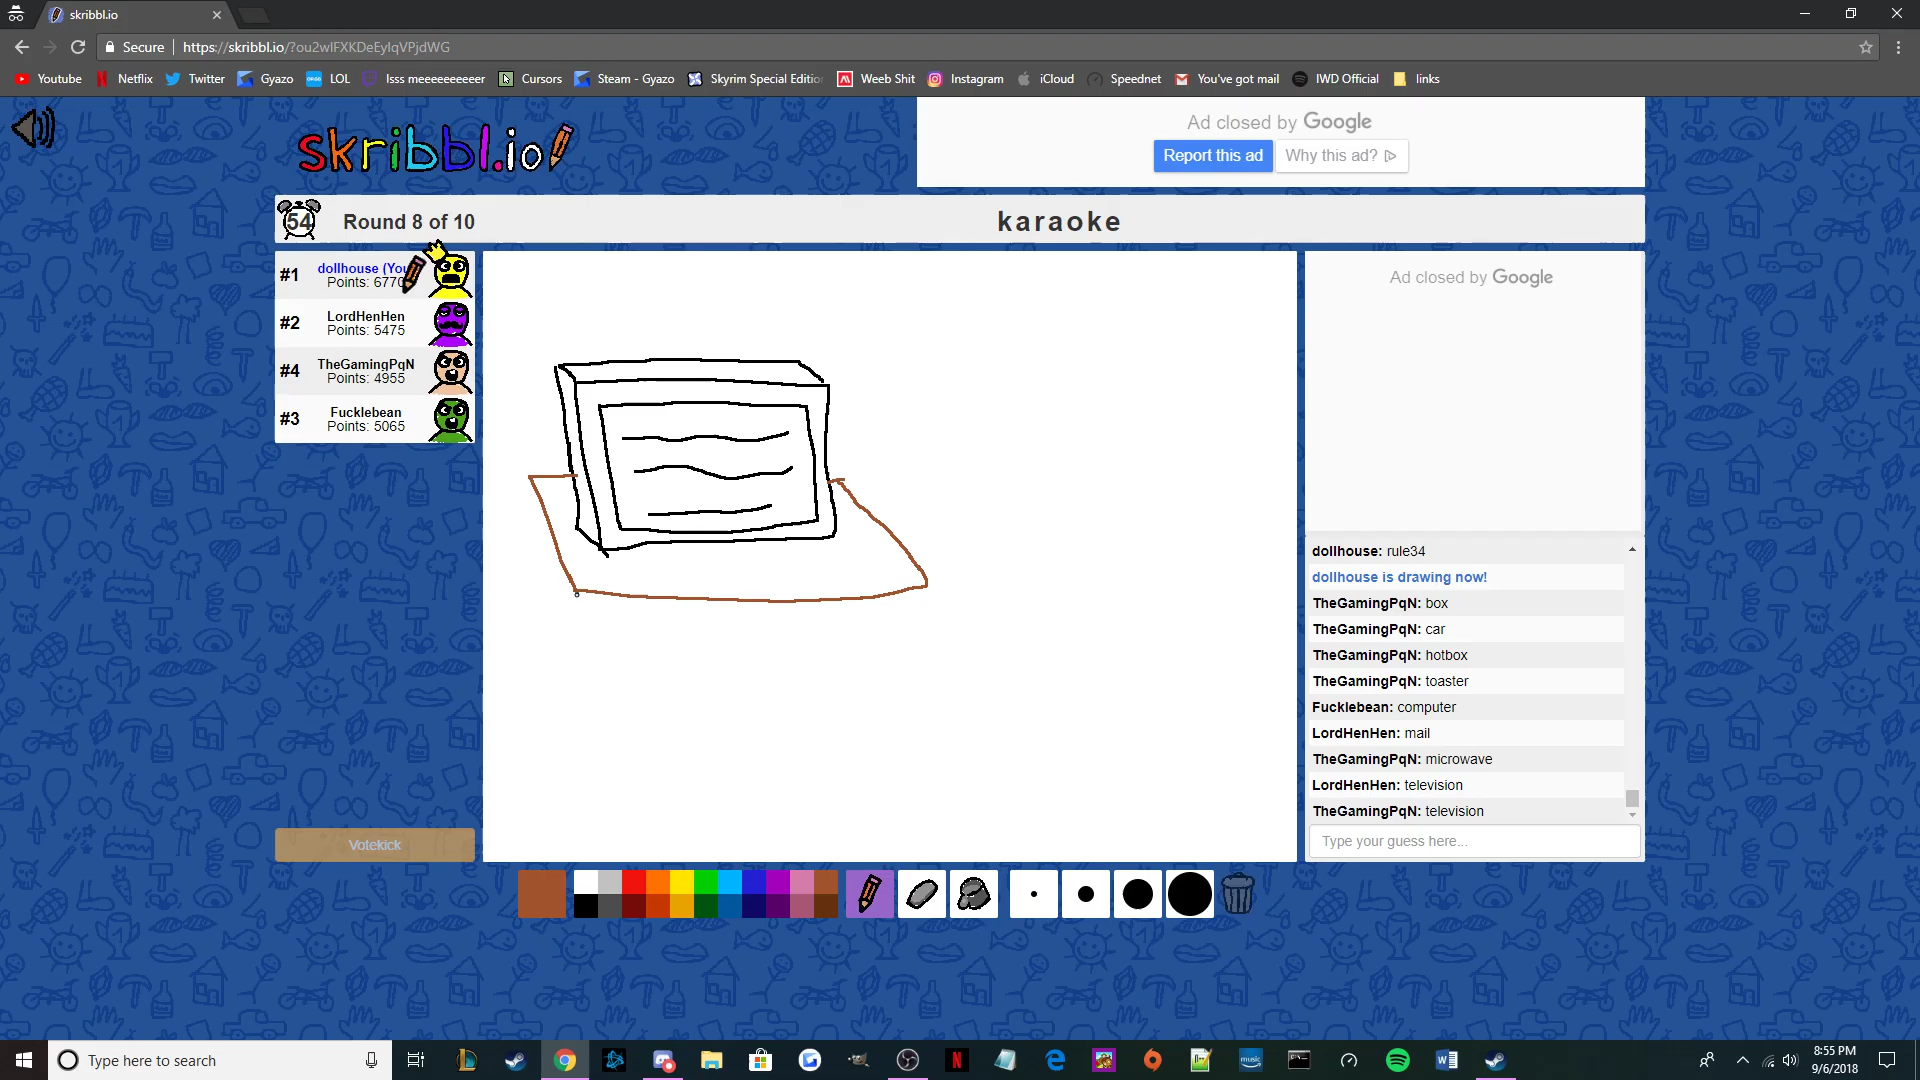 skribbl.io
Secure
https://skribbl.io/?ou2wlFXKDeEylqVPjdWG
Youtube
Netflix
Twitter
Gyazo
LOL
Isss meeeeeeeeeer
Cursors
Steam - Gyazo
Skyrim Special Editio
Weeb Shit
Instagram
iCloud
Speednet
You've got mail
IWD Official
links
skribbl.io
Ad closed by Google
Report this ad
Why this ad?
54
Round 8 of 10
karaoke
#1
dollhouse (You
Points: 6770
#2
LordHenHen
Points: 5475
#4
TheGamingPqN
Points: 4955
#3
Fucklebean
Points: 5065
Votekick
Ad closed by Google
dollhouse: rule34
dollhouse is drawing now!
TheGamingPqN: box
TheGamingPqN: car
TheGamingPqN: hotbox
TheGamingPqN: toaster
Fucklebean: computer
LordHenHen: mail
TheGamingPqN: microwave
LordHenHen: television
TheGamingPqN: television
Type your guess here...
Type here to search
8:55 PM
9/6/2018